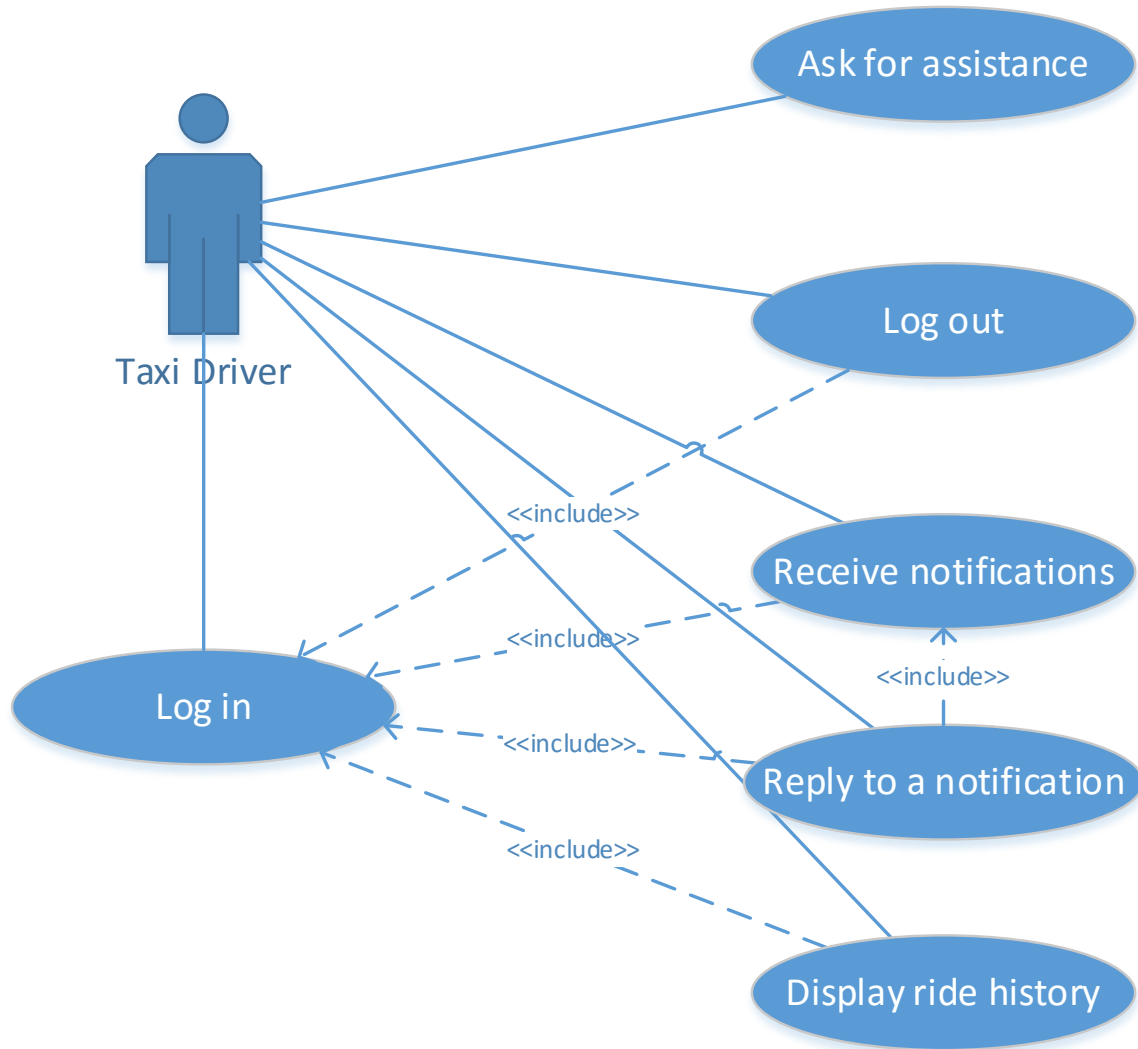 Ask for assistance
Log out
Taxi Driver
<<include>>
Receive notifications
<<include>>
<<include>>
Log in
<<include>>
Reply to a notification
<<include>>
Display ride history